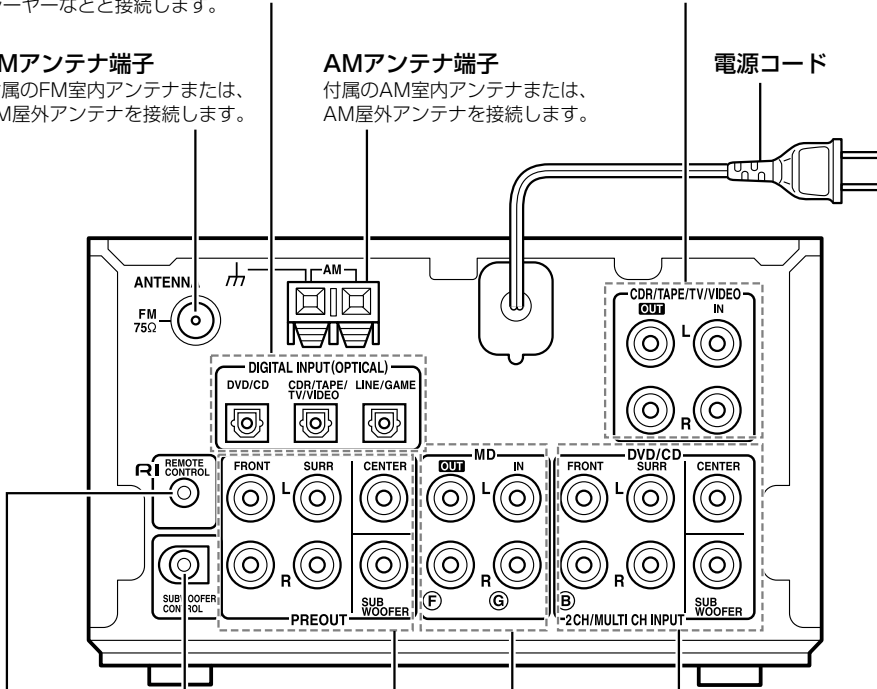 ーヤーなどと接続します。
Mアンテナ端子
属のFM室内アンテナまたは、
M屋外アンテナを接続します。
AMアンテナ端子
付属のAM室内アンテナまたは、
AM屋外アンテナを接続します。
電源コード
ANTENNA
AM
FM
75Ω
CDR/TAPE/TV/VIDEO
OUT
IN
L
R
DIGITAL INPUT(OPTICAL)
DVD/CD
CDR/TAPE/
TV/VIDEO
LINE/GAME
RI
REMOTE
CONTROL
SUBWOOFER
CONTROL
FRONT
SURR
CENTER
L
R
SUB
WOOFER
PREOUT
MD
OUT
IN
L
R
F
G
DVD/CD
FRONT
SURR
CENTER
L
R
B
SUB
WOOFER
2CH/MULTI CH INPUT